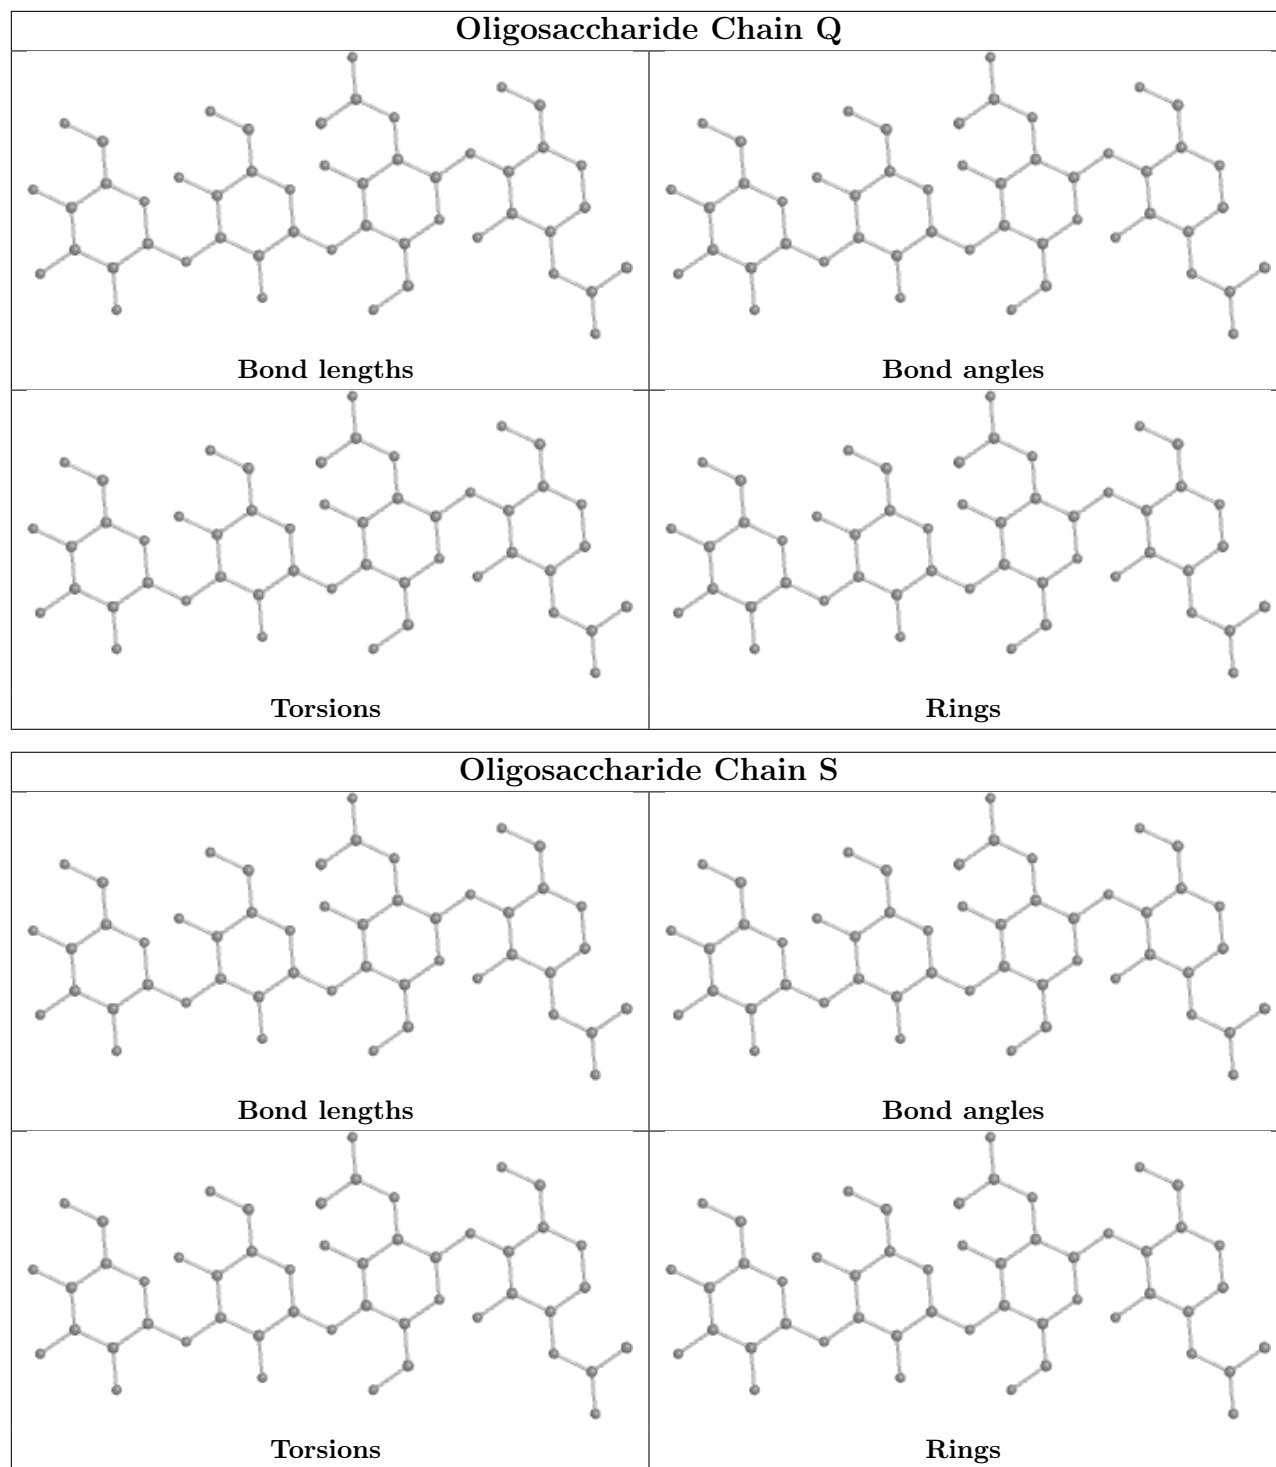 Oligosaccharide Chain Q
Bond lengths
Bond angles
Torsions
Rings
Oligosaccharide Chain S
Bond lengths
Bond angles
Torsions
Rings